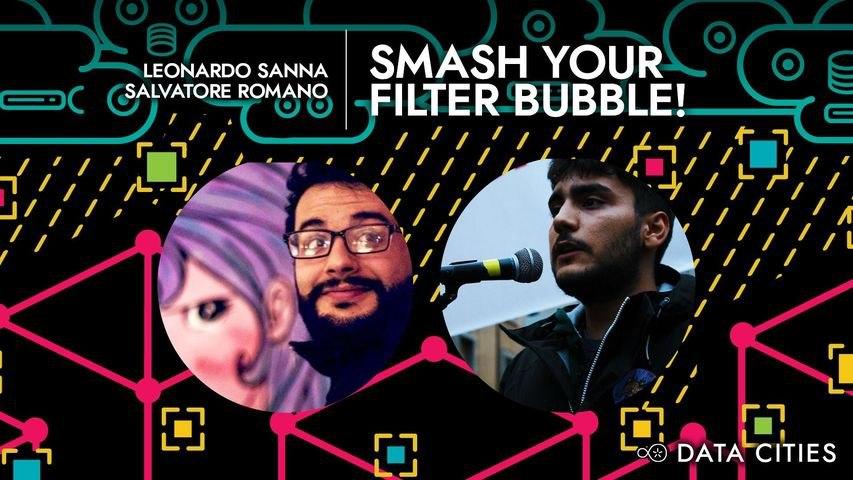 LEONARDO SANNA
SALVATORE ROMANO
SMASH YOUR
FILTER BUBBLE!
DATA CITIES